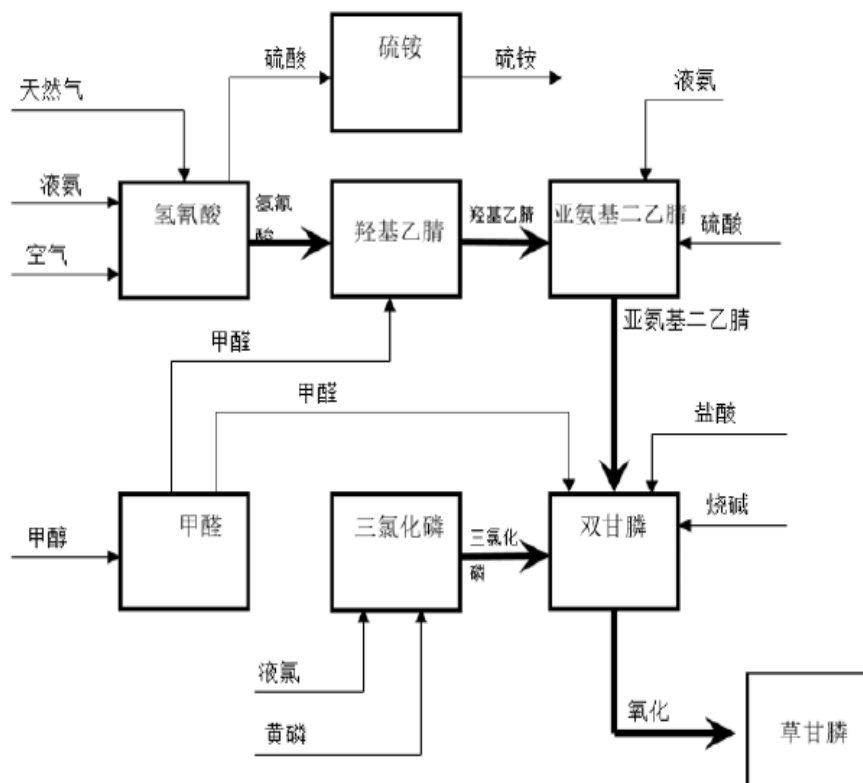 硫铵
硫酸
硫铵
天然气
液氨
液氨
氢氰酸
氢氰
酸
羟基乙腈
羟基乙腈
亚氨基二乙腈
硫酸
空气
亚氨基二乙腈
甲醛
甲醛
盐酸
甲醛
三氯化磷
三氯化
磷
双甘膦
烧碱
甲醇
液氯
黄磷
氧化
草甘膦